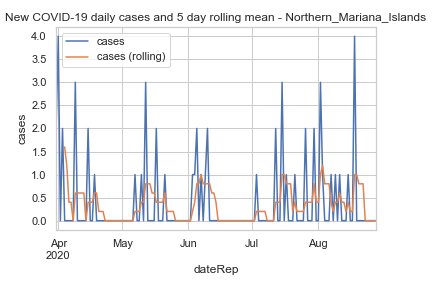 New COVID-19 daily cases and 5 day rolling mean - Northern_Mariana_Islands
cases
cases (rolling)
4.0
3.5
3.0
2.5
2.0
1.5
1.0
0.5
0.0
cases
Apr
2020
May
Jun
Jul
Aug
dateRep